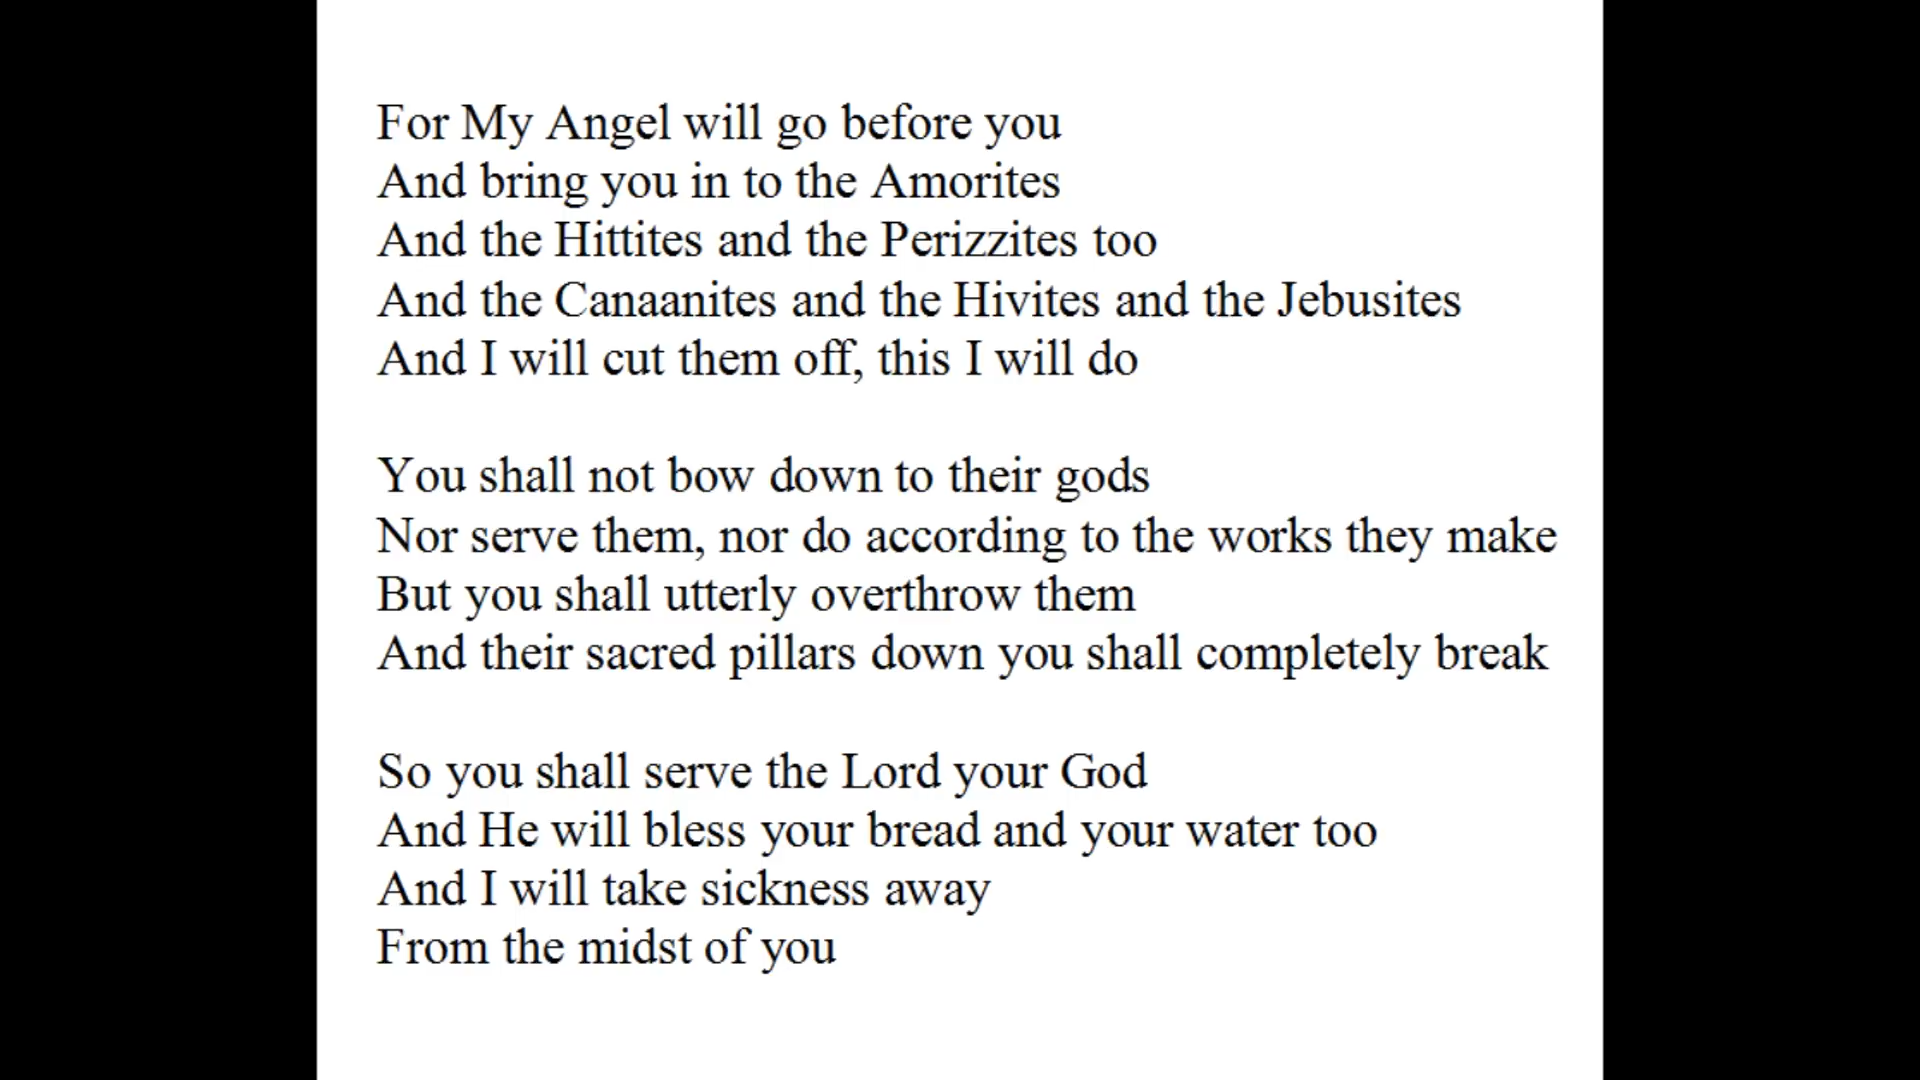 For My Angel will go before you
And bring you in to the Amorites
And the Hittites and the Perizzites too
And the Canaanites and the Hivites and the Jebusites
And I will cut them off, this I will do
You shall not bow down to their gods
Nor serve them, nor do according to the works they make
But you shall utterly overthrow them
And their sacred pillars down you shall completely break
So you shall serve the Lord your God
And He will bless your bread and your water too
And I will take sickness away
From the midst of you